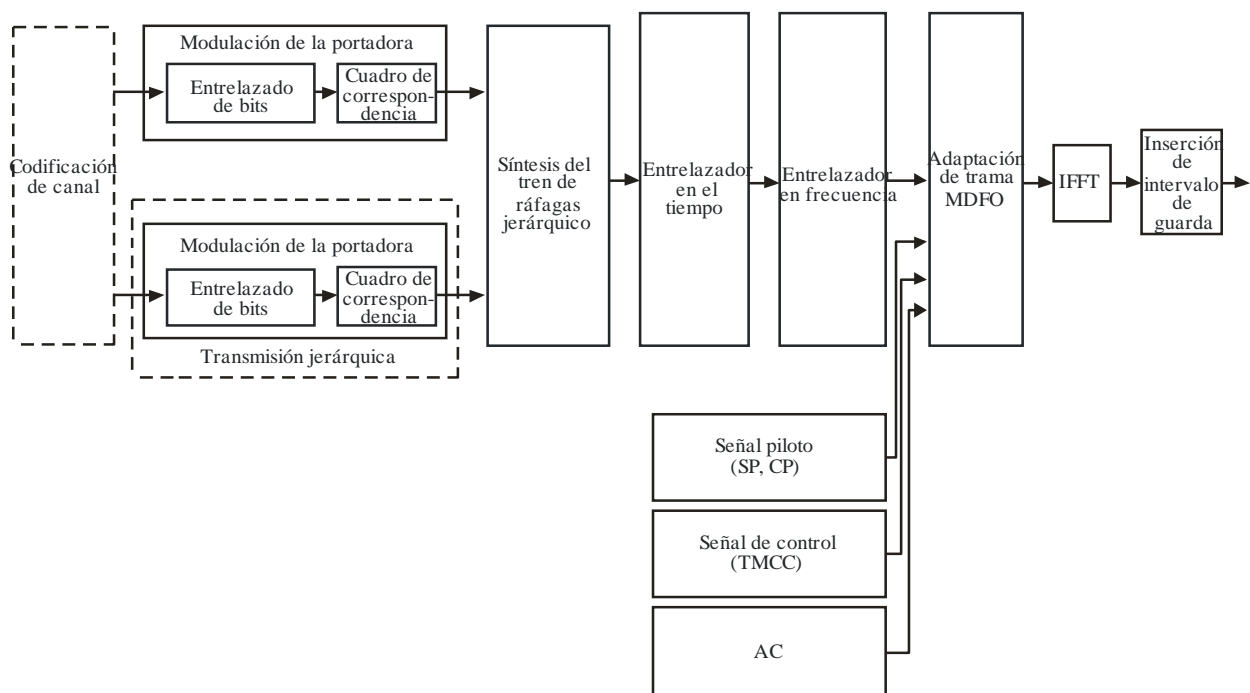 Codificación
de canal
Modulación de la portadora
Entrelazado
de bits
Cuadro de
correspon-
dencia
Modulación de la portadora
Entrelazado
de bits
Cuadro de
correspon-
dencia
Transmisión jerárquica
Síntesis del
tren de
ráfagas
jerárquico
Entrelazador
en el
tiempo
Entrelazador
en frecuencia
Adaptación
de trama
MDFO
IFFT
Inserción
de
intervalo
de
guarda
Señal piloto
(SP, CP)
Señal de control
(TMCC)
AC